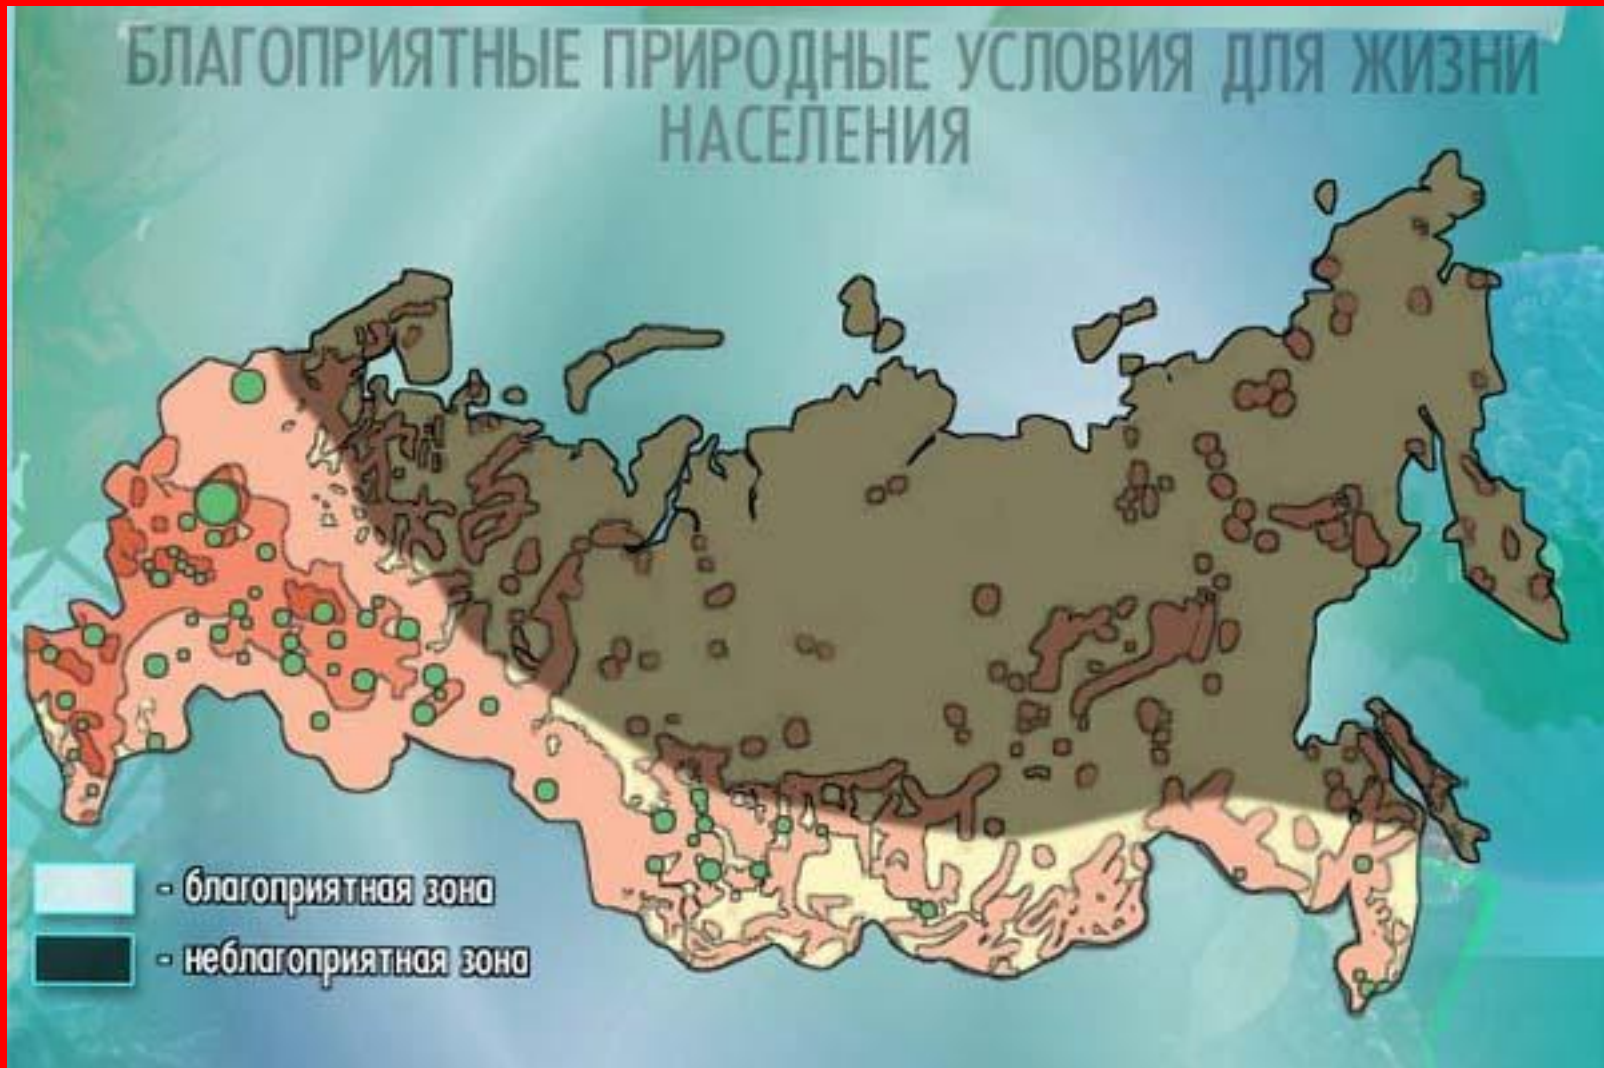 БЛАГОПРИЯТНЫЕ ПРИРОДНЫЕ УСЛОВИЯ ДЛЯ ЖИЗНИ
НАСЕЛЕНИЯ
- благоприятная зона
- неблагоприятная зона